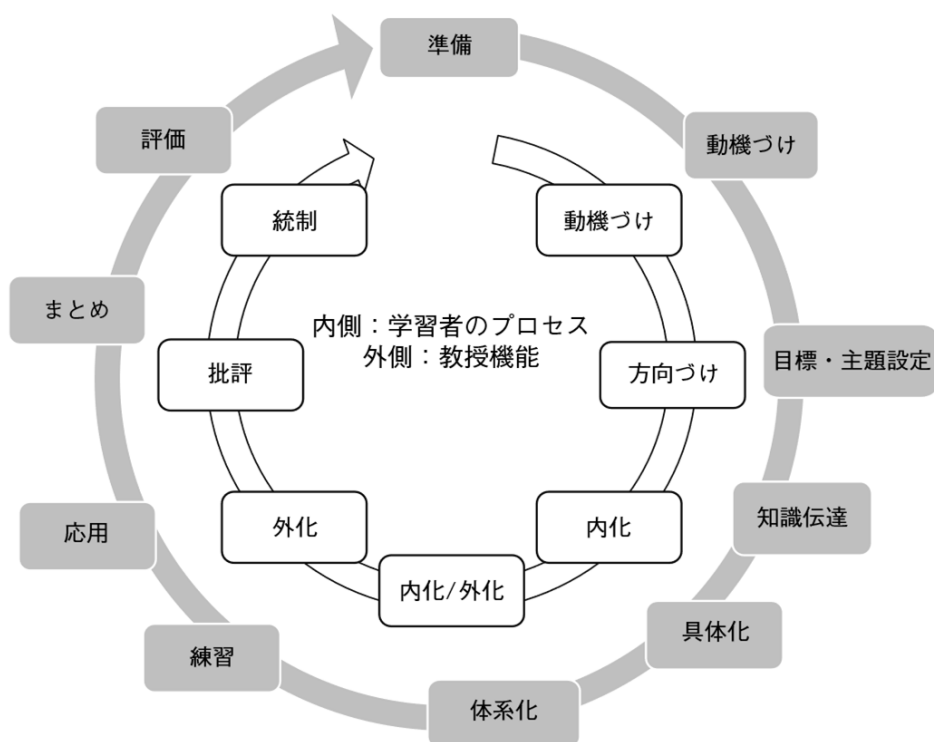 準備
動機づけ
目標・主題設定
知識伝達
具体化
体系化
練習
応用
まとめ
評価
動機づけ
方向づけ
内化
内化/外化
外化
批評
統制
内側：学習者のプロセス
外側：教授機能